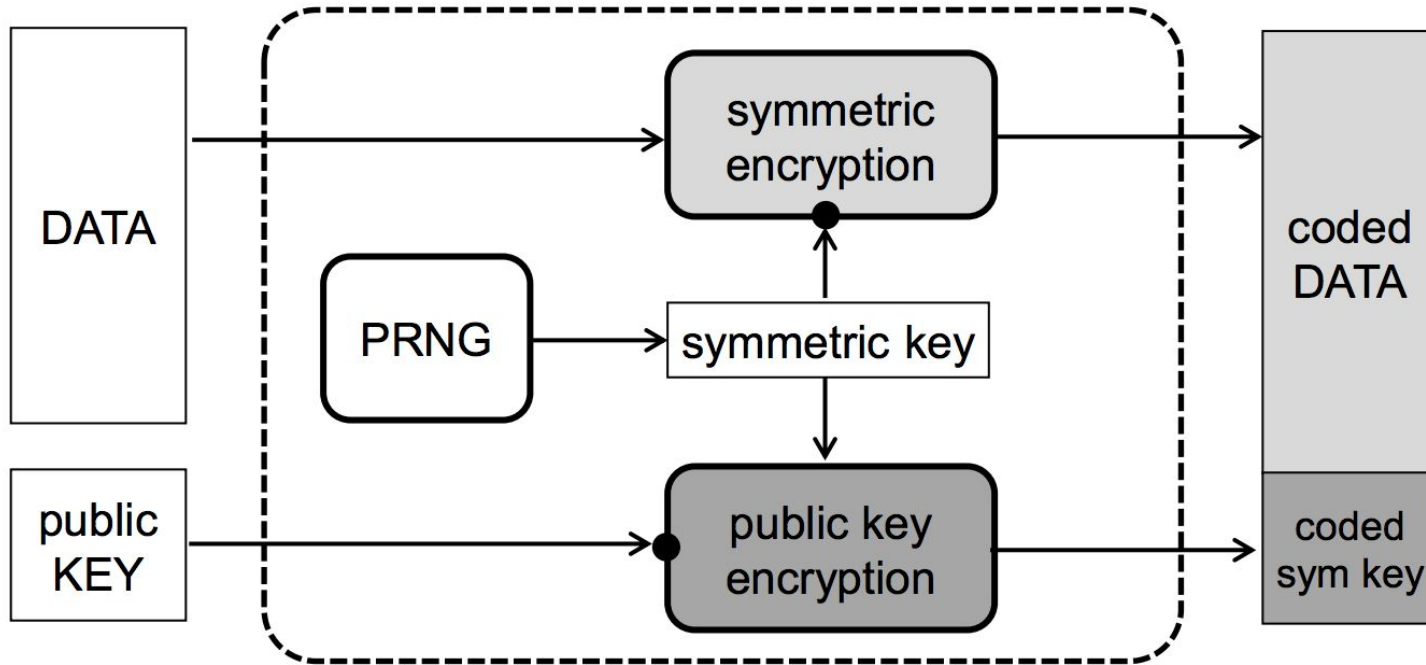 DATA
symmetric
encryption
coded
DATA
PRNG
symmetric key
public
KEY
public key
encryption
coded
sym key